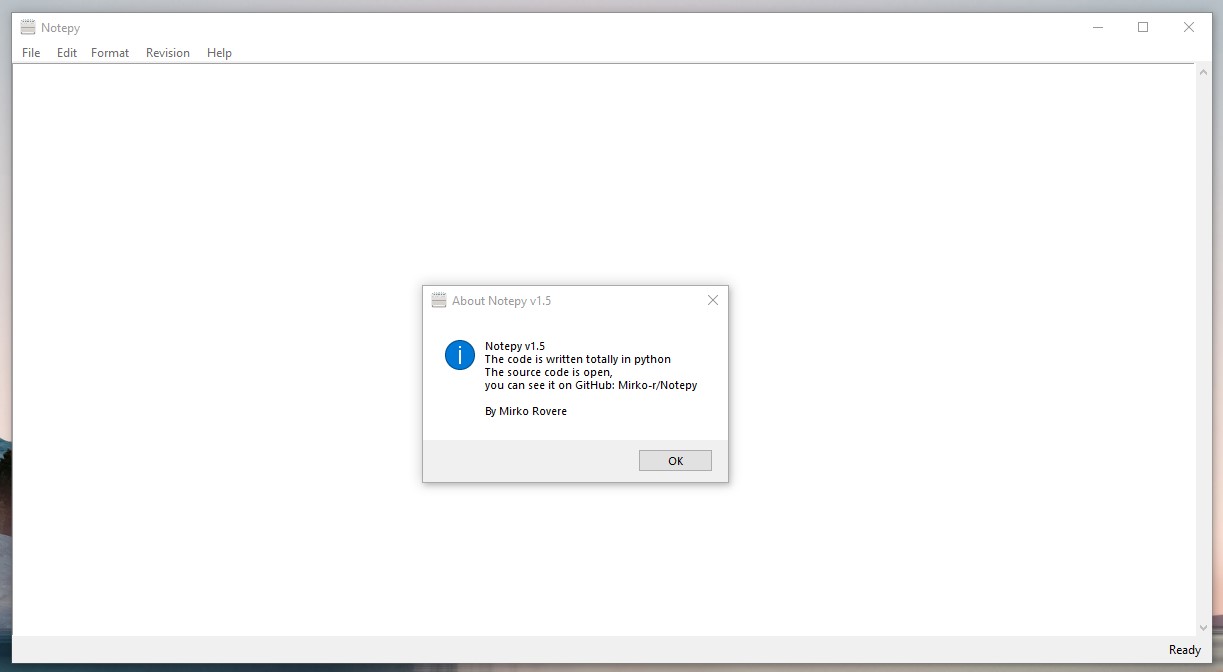 Notepy
File Edit Format Revision Help
About Notepy v1.5
Notepy v1.5
The code is written totally in python
The source code is open,
you can see it on GitHub: Mirko-r/Notepy
By Mirko Rovere
OK
Ready